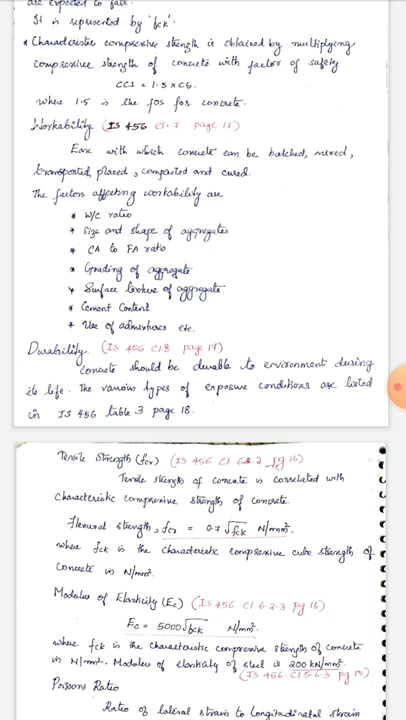 are expected to fall.
It is represented by 'fck'.
* Characteristic compressive strength is obtained by multiplying
compressive strength of concrete with factor of safety.
CCS = 1.5 x CS.
where 1.5 is the fos for concrete.
Workability (IS 456 cl.7 page 17)
Ease with which concrete can be batched, mixed,
transported, placed, compacted and cured.
The factors affecting workability are
* W/C ratio
* Size and shape of aggregates
* CA to FA ratio
* Grading of aggregate
* Surface texture of aggregate
* Cement Content
* Use of admixtures etc.
Durability. (IS 456 cl 8 page 17)
Concrete should be durable to environment during
its life. The various types of exposure conditions are listed
in IS 456 table 3 page 18.
Tensile Strength (fcr) (IS 456 cl 6.2.2 pg 16)
Tensile strength of concrete is correlated with
characteristic compressive strength of concrete.
Flexural strength, fcr = 0.7 √fck N/mm².
where fck is the characteristic compressive cube strength of
concrete in N/mm².
Modulus of Elasticity (Ec) (IS 456 cl 6.2.3 pg 16)
Ec = 5000√fck N/mm².
where fck is the characteristic compressive strength of concrete
in N/mm². Modulus of elasticity of steel is 200 kN/mm².
(IS 456 cl 5.6.3 pg 15)
Poissons Ratio
Ratio of lateral strain to longitudinal strain